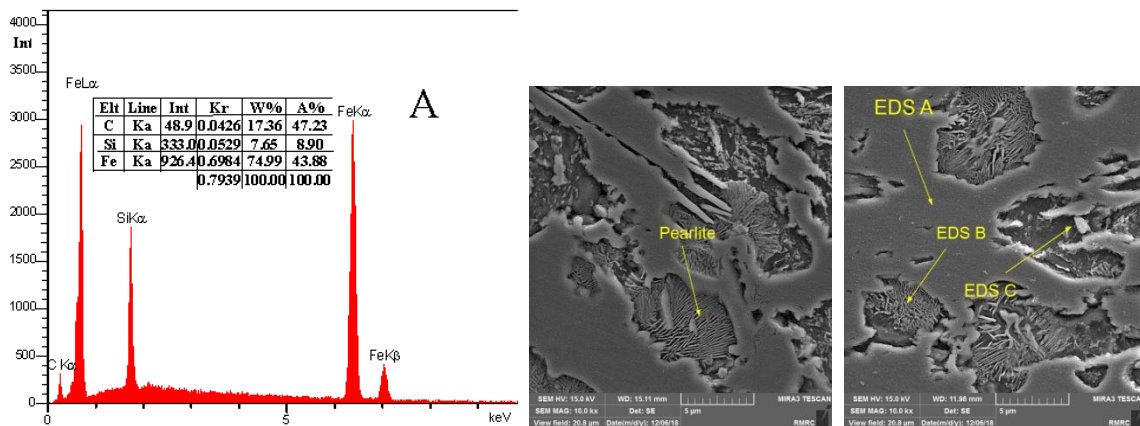 4000
Int
3500
3000
2500
2000
1500
1000
500
0
FeLα
Elt Line Int Kr W% A%
C Ka 48.9 0.0426 17.36 47.23
Si Ka 333.0 0.0529 7.65 8.90
Fe Ka 926.4 0.6984 74.99 43.88
0.7939 100.00 100.00
A
FeKα
SiKα
C Kα
FeKβ
0
5
keV
Pearlite
SEM HV: 15.0 kV WD: 15.11 mm MIRA3 TESCAN
SEM MAG: 10.0 kx Det: SE 5 µm
View field: 20.8 µm Date(m/d/y): 12/06/18 RMRC
EDS A
EDS B
EDS C
SEM HV: 15.0 kV WD: 11.98 mm MIRA3 TESCAN
SEM MAG: 10.0 kx Det: SE 5 µm
View field: 20.8 µm Date(m/d/y): 12/06/18 RMRC